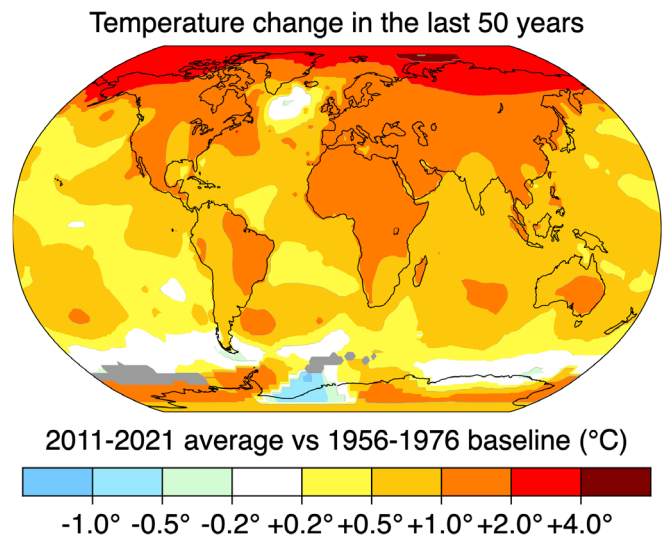 Temperature change in the last 50 years
2011-2021 average vs 1956-1976 baseline (°C)
-1.0° -0.5° -0.2° +0.2° +0.5° +1.0° +2.0° +4.0°